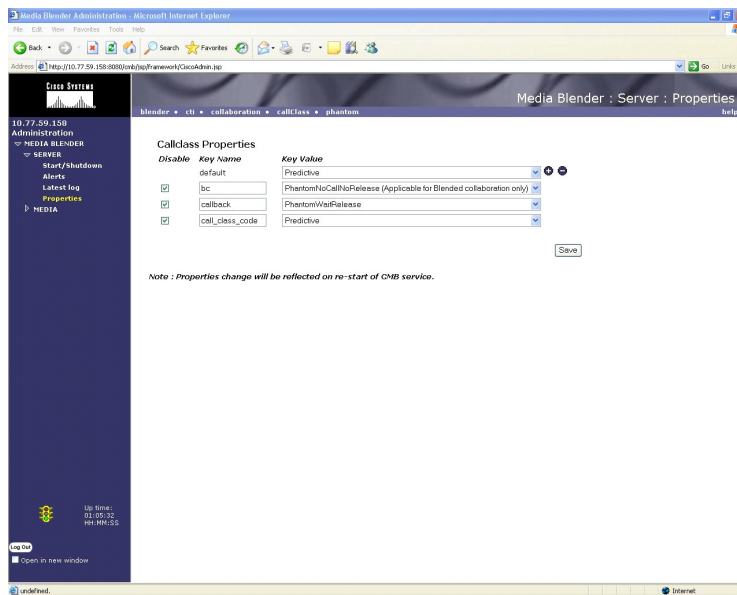 Media Blender Administration - Microsoft Internet Explorer
File Edit View Favorites Tools Help
Back Search Favorites
Address http://10.77.59.158:8080/cmb/jsp/framework/CiscoAdmin.jsp Go Links
CISCO SYSTEMS
Media Blender : Server : Properties
blender • cti • collaboration • callClass • phantom help
10.77.59.158
Administration
MEDIA BLENDER
SERVER
Start/Shutdown
Alerts
Latest log
Properties
MEDIA
Callclass Properties
Disable Key Name Key Value
default Predictive
bc PhantomNoCallNoRelease (Applicable for Blended collaboration only)
callback PhantomWaitRelease
call_class_code Predictive
Save
Note : Properties change will be reflected on re-start of CMB service.
Up time:
01:05:32
HH:MM:SS
Log Out
Open in new window
undefined. Internet